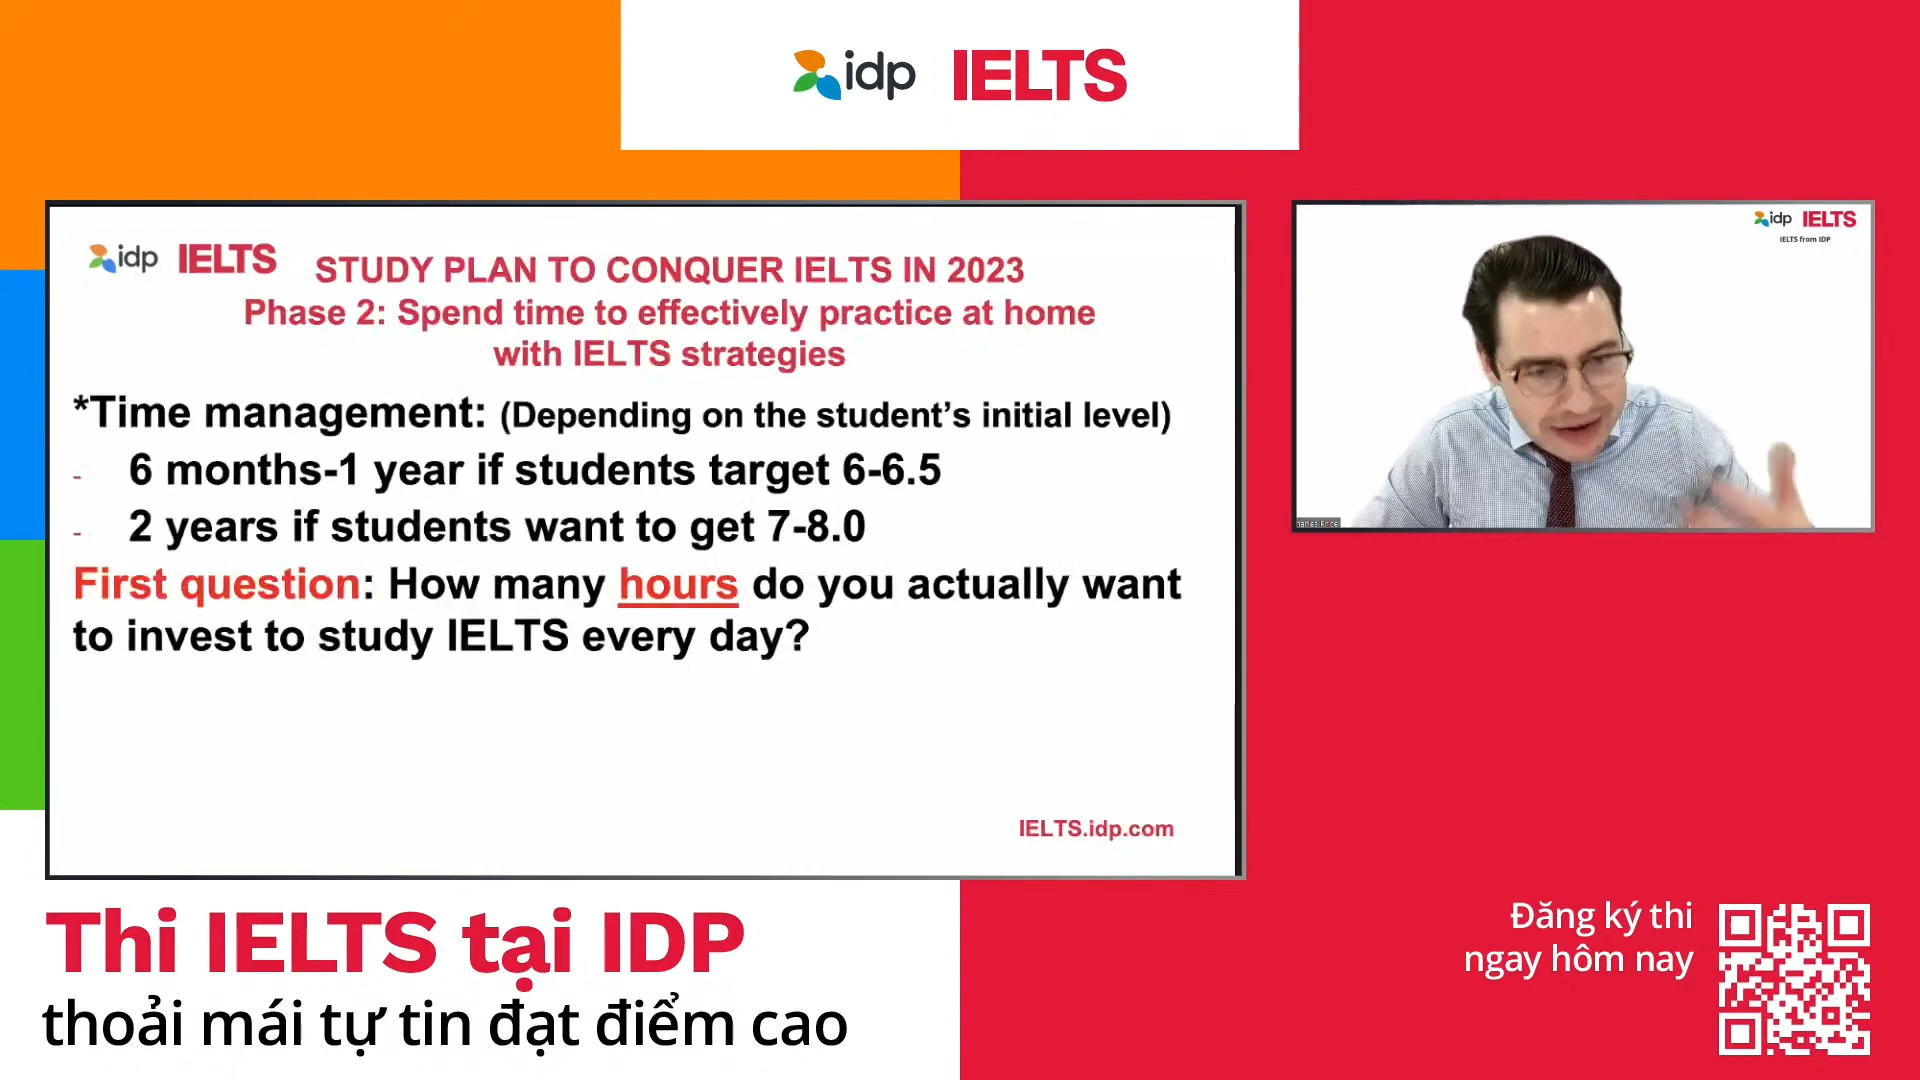 idp IELTS
idp IELTS
STUDY PLAN TO CONQUER IELTS IN 2023
Phase 2: Spend time to effectively practice at home
with IELTS strategies
*Time management: (Depending on the student's initial level)
- 6 months-1 year if students target 6-6.5
- 2 years if students want to get 7-8.0
First question: How many hours do you actually want
to invest to study IELTS every day?
IELTS.idp.com
idp IELTS
IELTS from IDP
Thi IELTS tại IDP
thoải mái tự tin đạt điểm cao
Đăng ký thi
ngay hôm nay